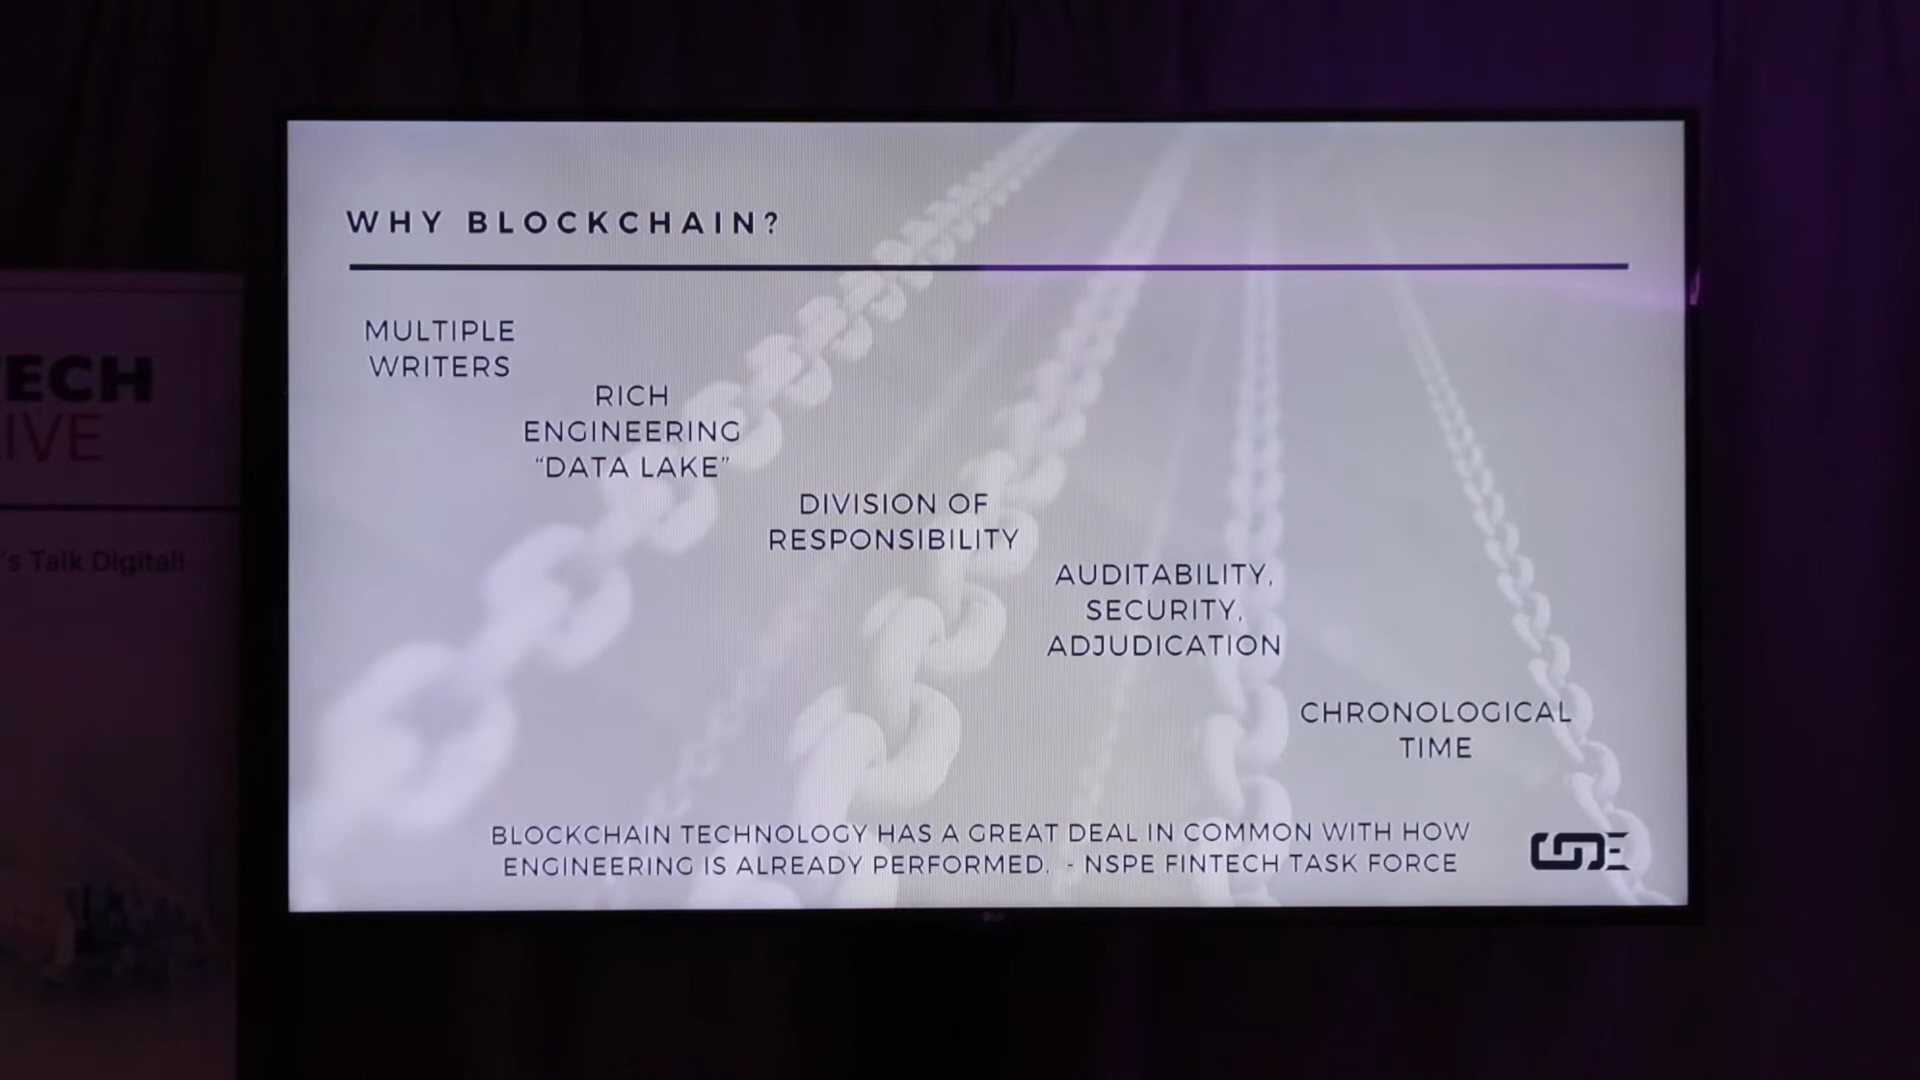 WHY BLOCKCHAIN?
MULTIPLE
WRITERS
RICH
ENGINEERING
“DATA LAKE”
DIVISION OF
RESPONSIBILITY
AUDITABILITY,
SECURITY,
ADJUDICATION
CHRONOLOGICAL
TIME
BLOCKCHAIN TECHNOLOGY HAS A GREAT DEAL IN COMMON WITH HOW
ENGINEERING IS ALREADY PERFORMED. - NSPE FINTECH TASK FORCE
ECH
IVE
's Talk Digital!